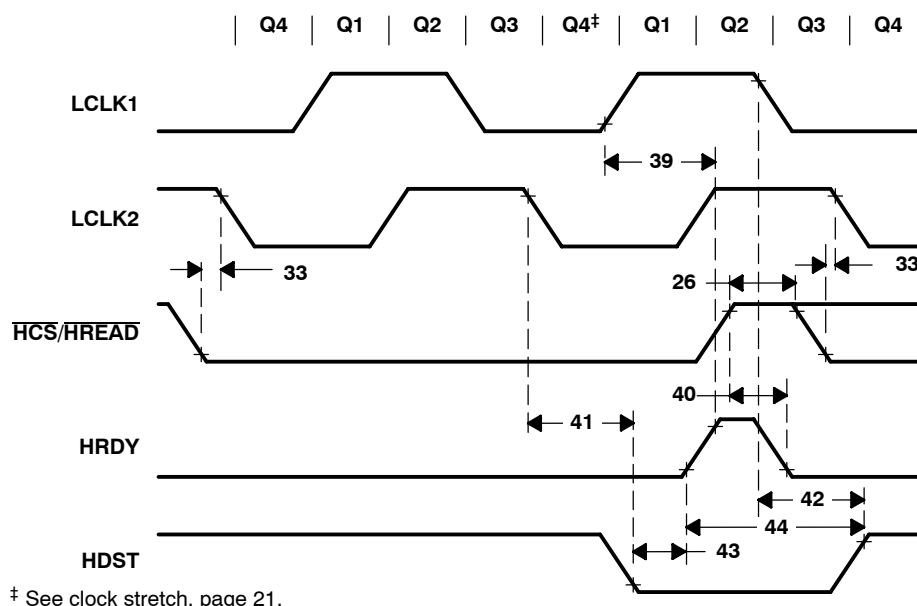 Q4 Q1 Q2 Q3 Q4‡ Q1 Q2 Q3 Q4
LCLK1
39
LCLK2
33 33
26
HCS/HREAD
40
41
HRDY
42
44
43
HDST
‡ See clock stretch, page 21.